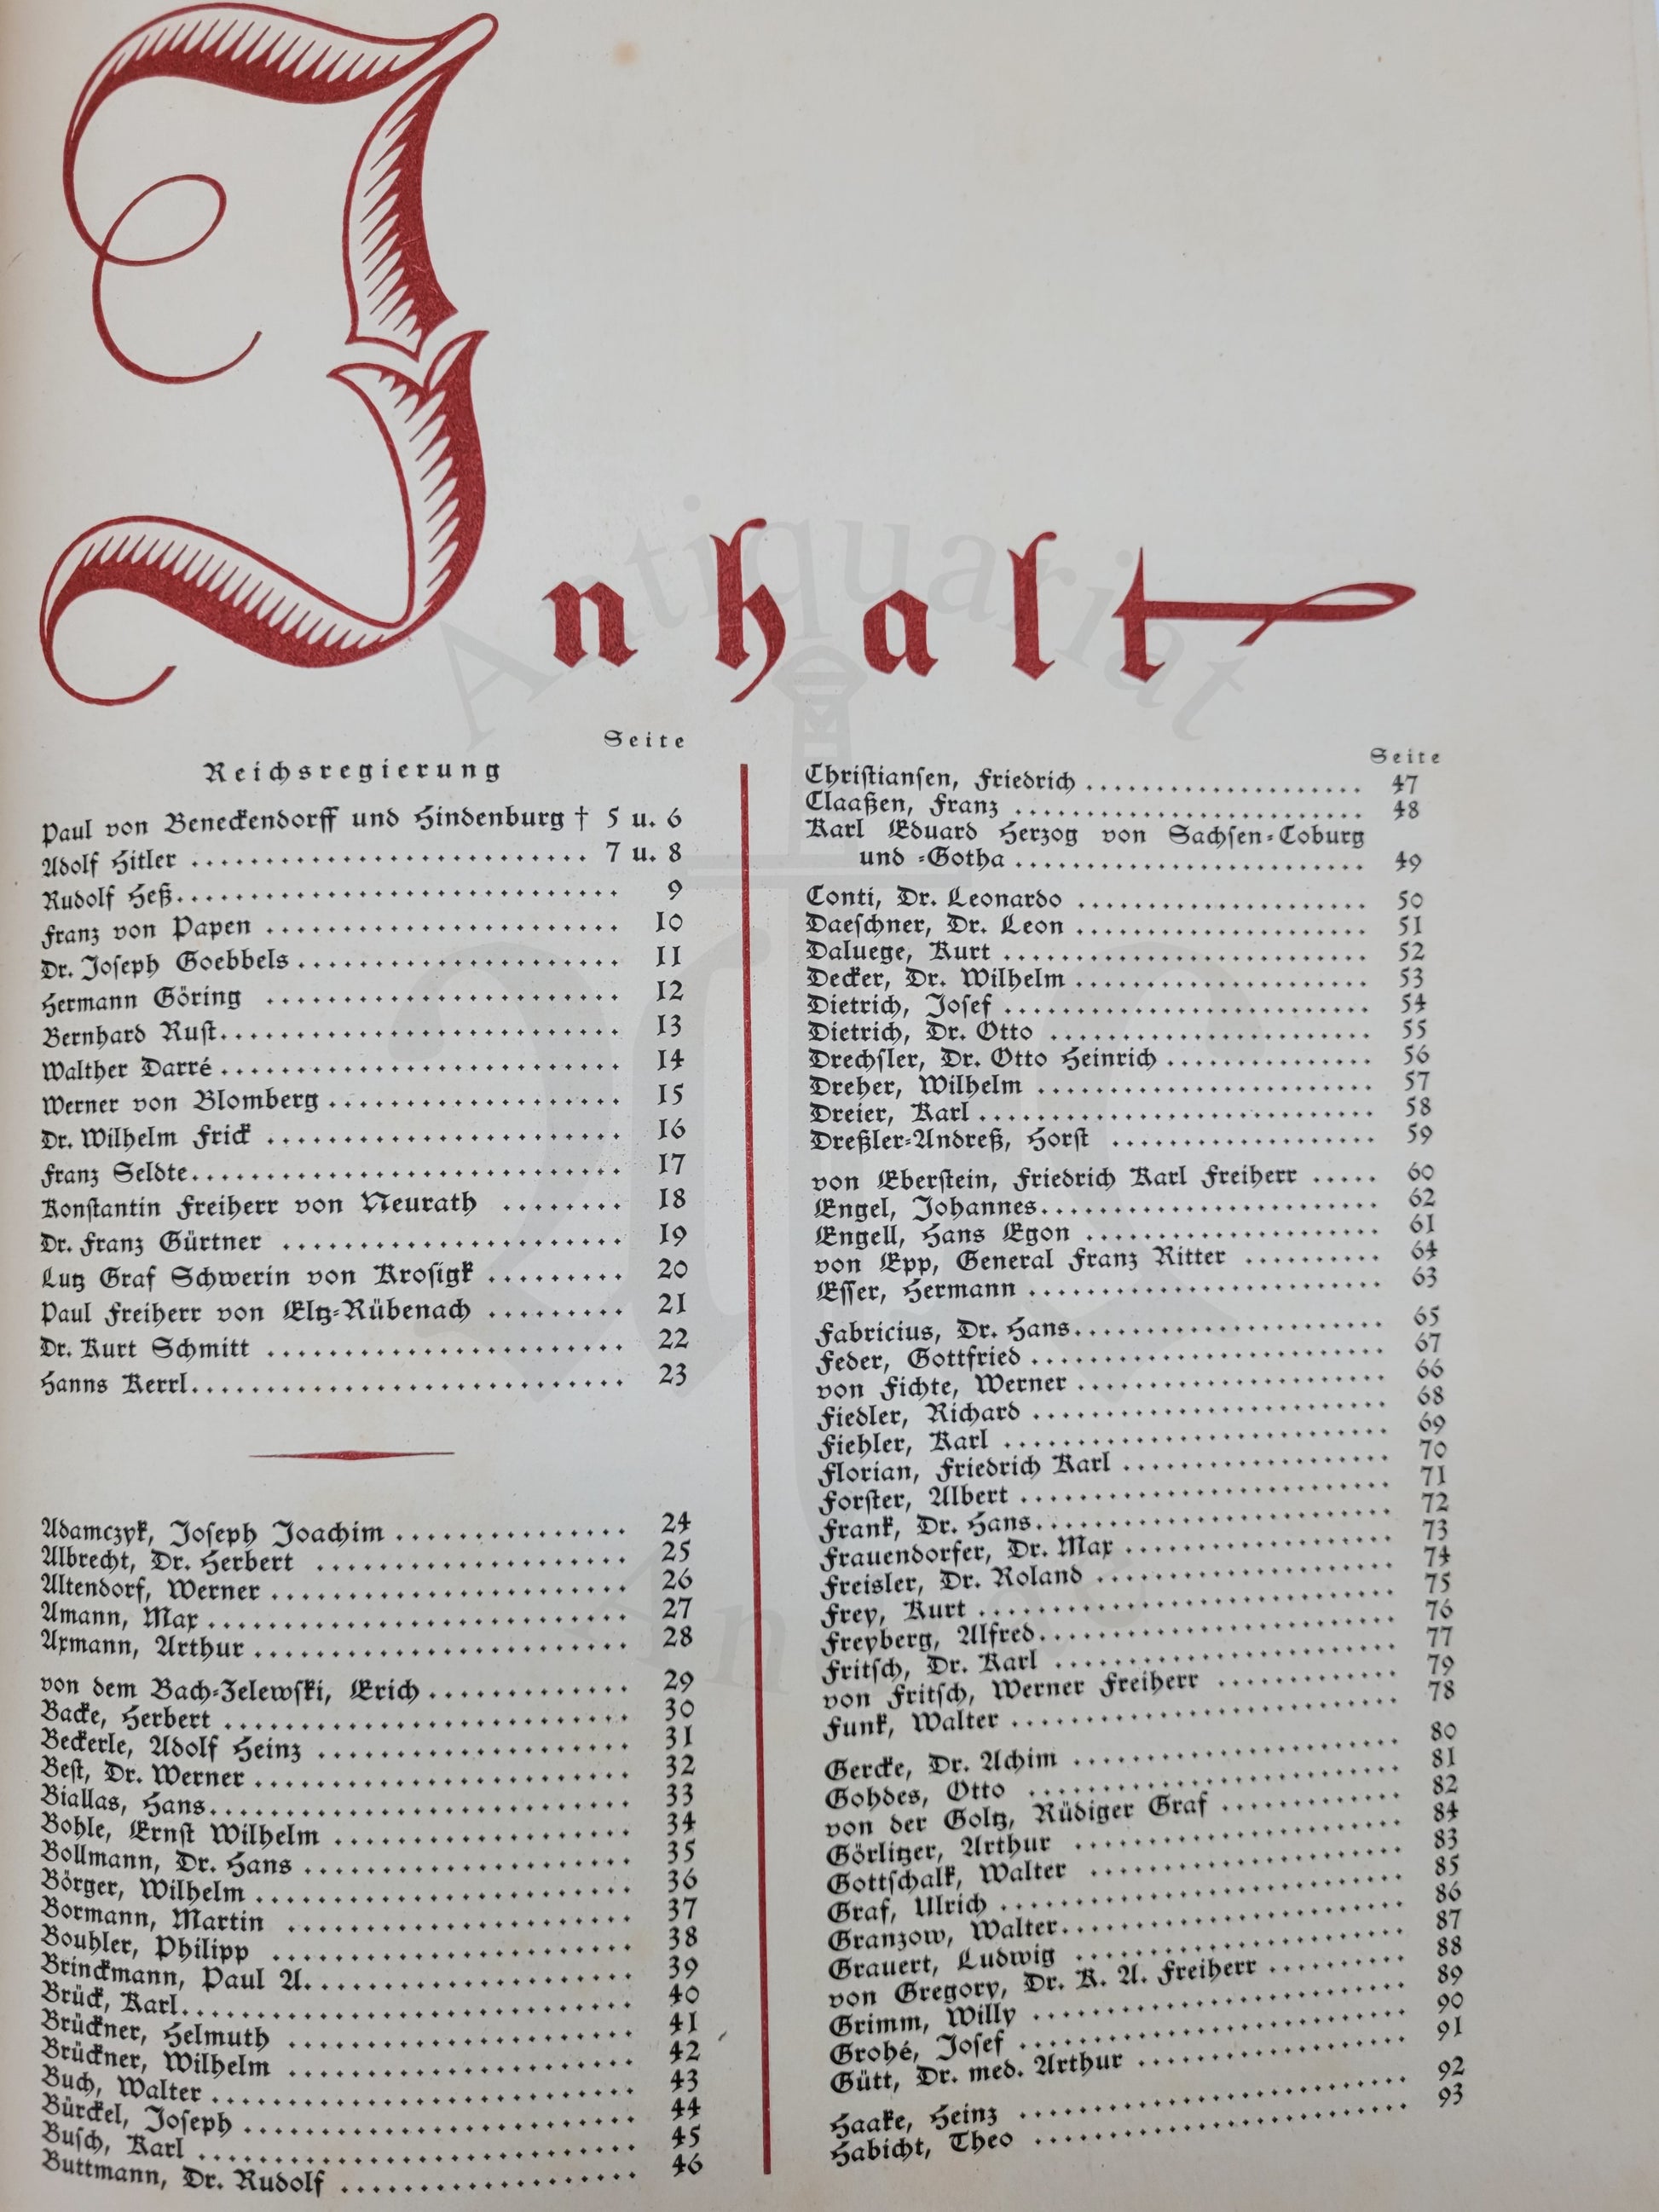 Inhalt
Seite
Reichsregierung
Paul von Beneckendorff und Hindenburg † 5 u. 6
Adolf Hitler ................................ 7 u. 8
Rudolf Heß.................................... 9
Franz von Papen .............................. 10
Dr. Joseph Goebbels........................... 11
Hermann Göring ............................... 12
Bernhard Rust................................. 13
Walther Darré ................................ 14
Werner von Blomberg .......................... 15
Dr. Wilhelm Frick ............................ 16
Franz Seldte.................................. 17
Konstantin Freiherr von Neurath ........ 18
Dr. Franz Gürtner ............................ 19
Lutz Graf Schwerin von Krosigk ......... 20
Paul Freiherr von Eltz-Rübenach ......... 21
Dr. Kurt Schmitt ............................. 22
Hanns Kerrl................................... 23
Adamczyk, Joseph Joachim ............... 24
Albrecht, Dr. Herbert .................... 25
Altendorf, Werner ........................ 26
Amann, Max ............................... 27
Axmann, Arthur ........................... 28
von dem Bach-Zelewski, Erich ............. 29
Backe, Herbert ........................... 30
Beckerle, Adolf Heinz .................... 31
Best, Dr. Werner ......................... 32
Biallas, Hans............................. 33
Bohle, Ernst Wilhelm ..................... 34
Bollmann, Dr. Hans ....................... 35
Börger, Wilhelm .......................... 36
Bormann, Martin .......................... 37
Bouhler, Philipp ......................... 38
Brinckmann, Paul A. ...................... 39
Brück, Karl............................... 40
Brückner, Helmuth ........................ 41
Brückner, Wilhelm ........................ 42
Buch, Walter ............................. 43
Bürckel, Joseph .......................... 44
Busch, Karl .............................. 45
Buttmann, Dr. Rudolf ..................... 46
Seite
Christiansen, Friedrich .................... 47
Claaßen, Franz ............................. 48
Karl Eduard Herzog von Sachsen-Coburg
und -Gotha ............................. 49
Conti, Dr. Leonardo ........................ 50
Daeschner, Dr. Leon ........................ 51
Daluege, Kurt .............................. 52
Decker, Dr. Wilhelm ........................ 53
Dietrich, Josef ............................ 54
Dietrich, Dr. Otto ......................... 55
Drechsler, Dr. Otto Heinrich ............... 56
Dreher, Wilhelm ............................ 57
Dreier, Karl ............................... 58
Dreßler-Andreß, Horst ...................... 59
von Eberstein, Friedrich Karl Freiherr ..... 60
Engel, Johannes............................. 62
Engell, Hans Egon .......................... 61
von Epp, General Franz Ritter .......... 64
Esser, Hermann ............................. 63
Fabricius, Dr. Hans......................... 65
Feder, Gottfried ........................... 67
von Fichte, Werner ......................... 66
Fiedler, Richard ........................... 68
Fiehler, Karl .............................. 69
Florian, Friedrich Karl .................... 70
Forster, Albert ............................ 71
Frank, Dr. Hans............................. 72
Frauendorfer, Dr. Max ...................... 73
Freisler, Dr. Roland ....................... 74
Frey, Kurt ................................. 75
Freyberg, Alfred............................ 76
Fritsch, Dr. Karl .......................... 77
von Fritsch, Werner Freiherr ............ 79
Funk, Walter ............................... 78
Gercke, Dr. Achim .......................... 80
Gohdes, Otto ............................... 81
von der Goltz, Rüdiger Graf ............ 82
Görlitzer, Arthur .......................... 84
Gottschalk, Walter ......................... 83
Graf, Ulrich ............................... 85
Granzow, Walter............................. 86
Grauert, Ludwig ............................ 87
von Gregory, Dr. K. A. Freiherr .......... 88
Grimm, Willy ............................... 89
Grohé, Josef ............................... 90
Gütt, Dr. med. Arthur ...................... 91
Haake, Heinz ............................... 92
Habicht, Theo .............................. 93
Antiquariat